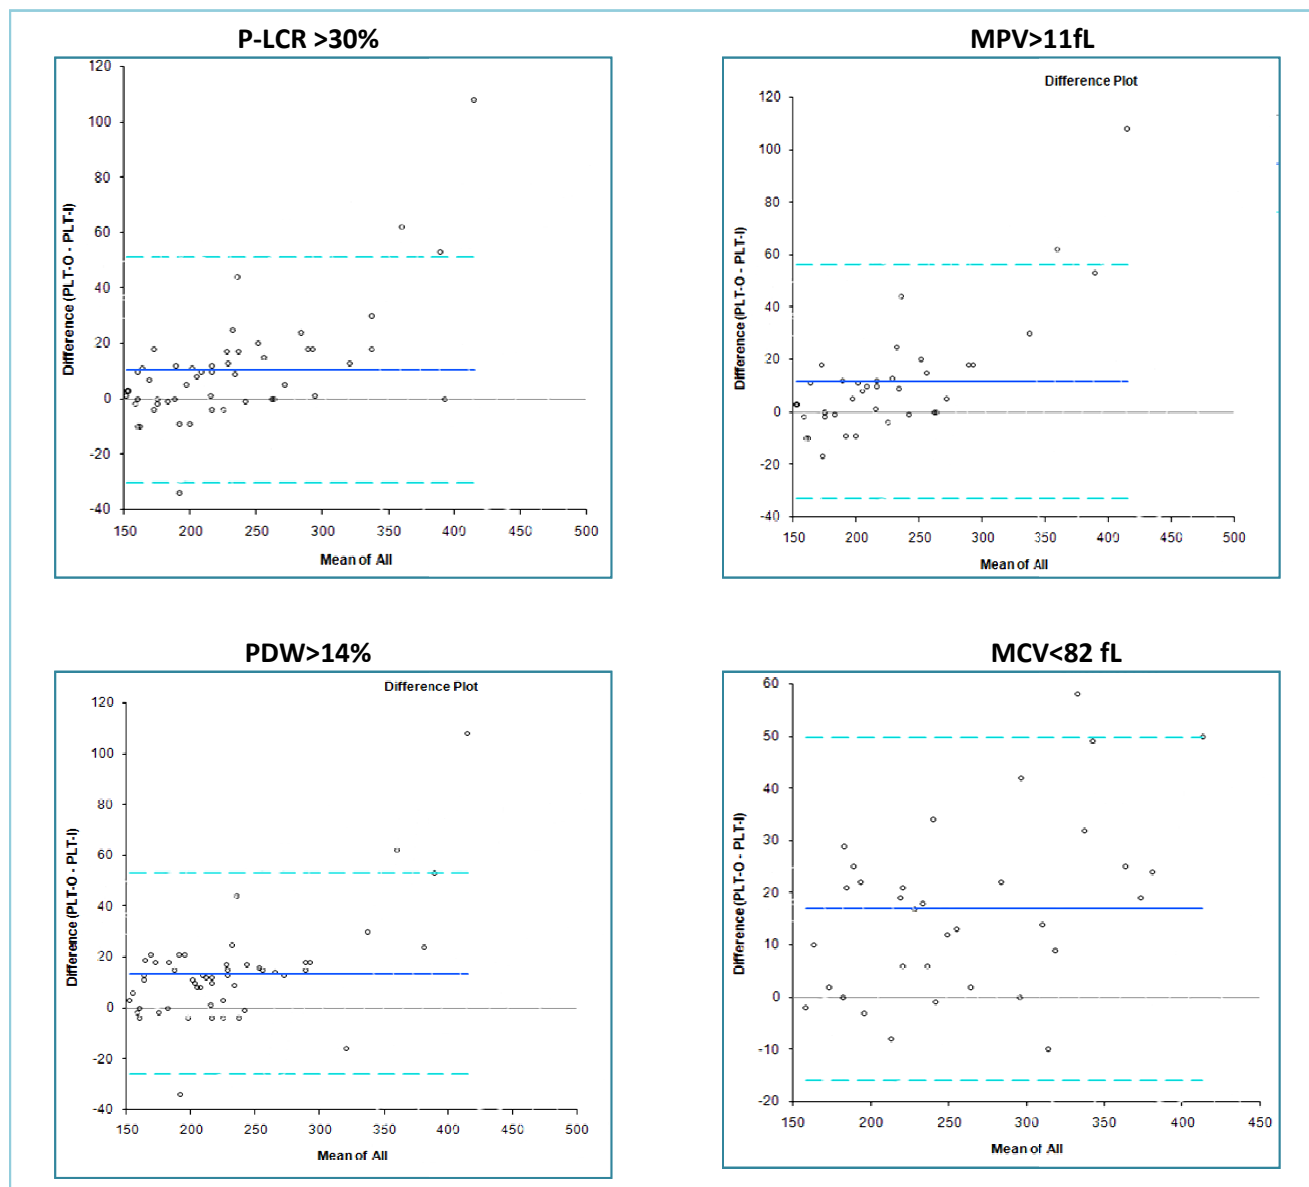 P-LCR >30%
120
100
80
60
40
20
0
-20
-40
Difference (PLT-O - PLT-I)
150 200 250 300 350 400 450 500
Mean of All
MPV>11fL
Difference Plot
120
100
80
60
40
20
0
-20
-40
Difference (PLT-O - PLT-I)
150 200 250 300 350 400 450 500
Mean of All
PDW>14%
Difference Plot
120
100
80
60
40
20
0
-20
-40
Difference (PLT-O - PLT-I)
150 200 250 300 350 400 450 500
Mean of All
MCV<82 fL
60
50
40
30
20
10
0
-10
-20
Difference (PLT-O - PLT-I)
150 200 250 300 350 400 450
Mean of All